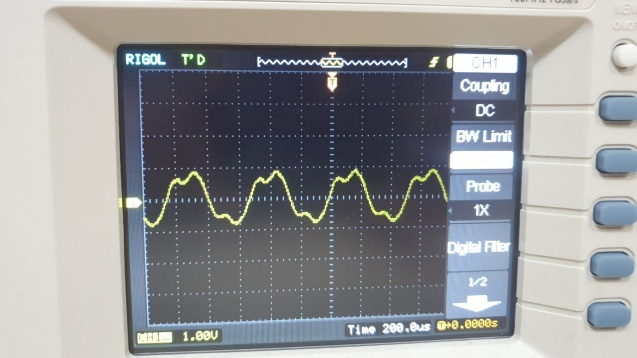 RIGOL T'D
CH1
Coupling
DC
BW Limit
Probe
1X
Digital Filter
1/2
CH1 1.00V Time 200.0us T→0.0000s